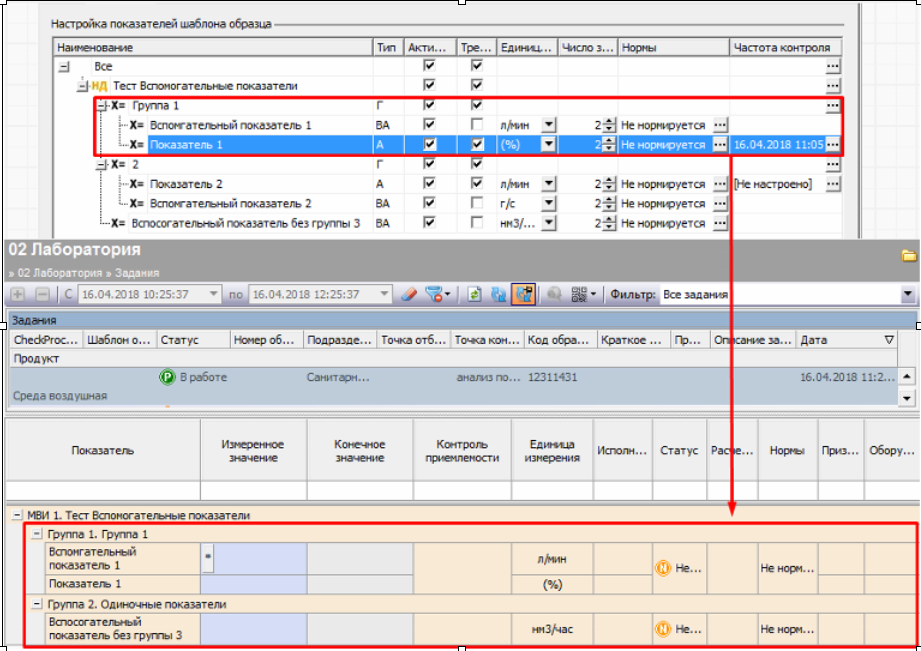 Настройка показателей шаблона образца
Наименование Тип Акти... Тре... Единиц... Число з... Нормы Частота контроля
Все ...
НД Тест Вспомогательные показатели ...
X= Группа 1 Г ...
X= Вспомгательный показатель 1 ВА л/мин 2 Не нормируется ...
X= Показатель 1 А (%) 2 Не нормируется ... 16.04.2018 11:05 ...
X= 2 Г ...
X= Показатель 2 А л/мин 2 Не нормируется ... [Не настроено] ...
X= Вспомгательный показатель 2 ВА г/с 2 Не нормируется ...
X= Вспосогательный показатель без группы 3 ВА нм3/... 2 Не нормируется ...
02 Лаборатория
» 02 Лаборатория » Задания
С 16.04.2018 10:25:37 по 16.04.2018 12:25:37 Фильтр: Все задания
Задания
CheckProc... Шаблон о... Статус Номер об... Подразде... Точка отб... Точка кон... Код обра... Краткое ... Пр... Описание за... Дата
Продукт
P В работе Санитарн... анализ по... 12311431 16.04.2018 11:2...
Среда воздушная
Показатель Измеренное значение Конечное значение Контроль приемлемости Единица измерения Исполн... Статус Расче... Нормы Приз... Обору...
МВИ 1. Тест Вспомогательные показатели
Группа 1. Группа 1
Вспомгательный показатель 1 * л/мин N Не... Не норм...
Показатель 1 (%)
Группа 2. Одиночные показатели
Вспосогательный показатель без группы 3 нм3/час N Не... Не норм...